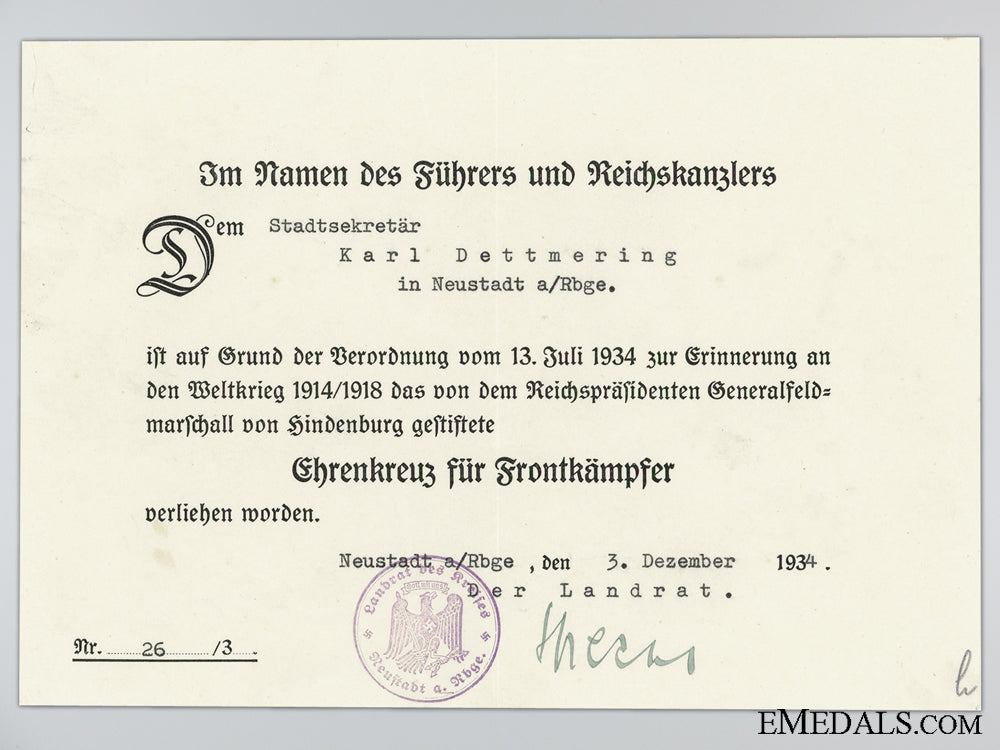 Im Namen des Führers und Reichskanzlers
Dem Stadtsekretär
Karl Dettmering
in Neustadt a/Rbge.
ist auf Grund der Verordnung vom 13. Juli 1934 zur Erinnerung an
den Weltkrieg 1914/1918 das von dem Reichspräsidenten Generalfeld=
marschall von Hindenburg gestiftete
Ehrenkreuz für Frontkämpfer
verliehen worden.
Neustadt a/Rbge , den 3. Dezember 1934.
Der Landrat.
Landrat des Kreises
Neustadt a. Rbge.
Nr. 26 /3 .
EMEDALS.COM